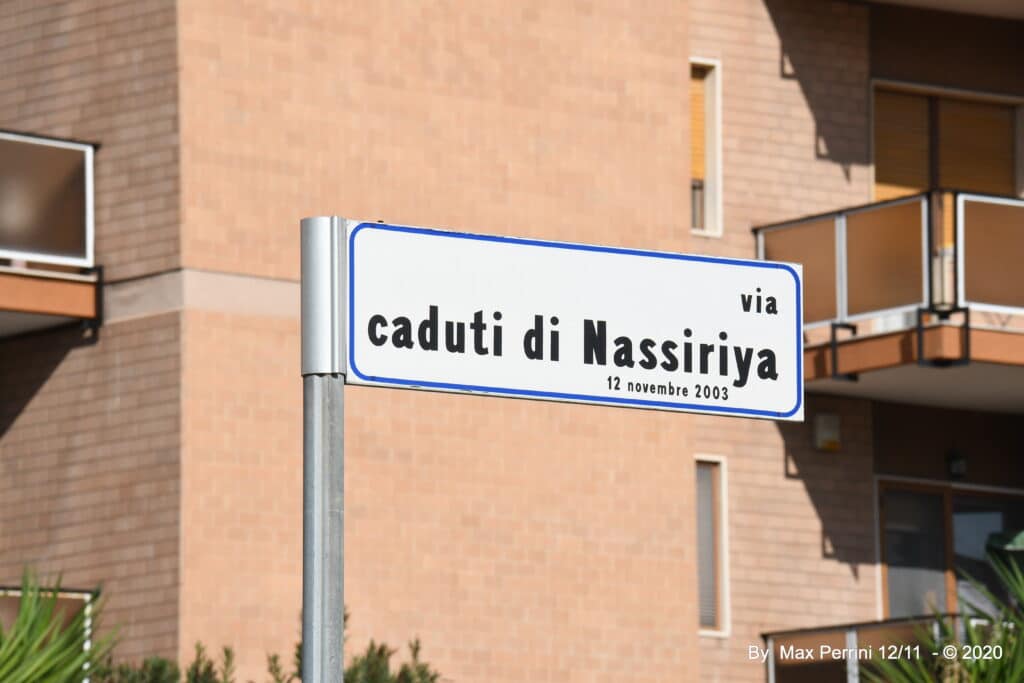 via
caduti di Nassiriya
12 novembre 2003
By Max Perrini 12/11 - © 2020